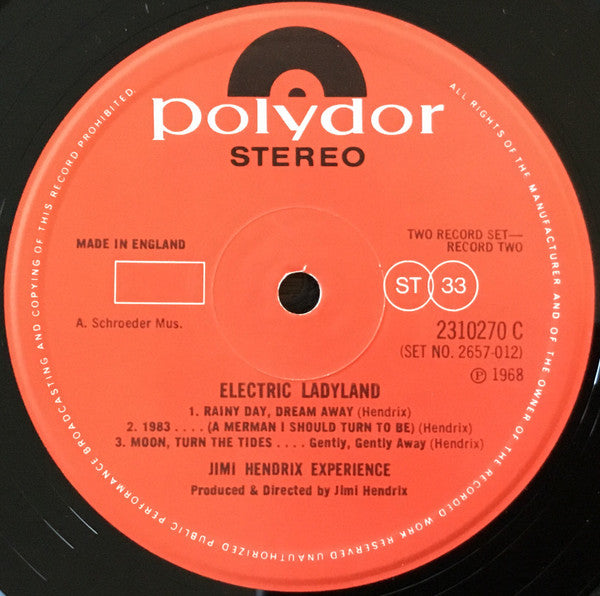 polydor
STEREO
ALL RIGHTS OF THE MANUFACTURER AND OF THE OWNER OF THE RECORDED WORK RESERVED UNAUTHORIZED PUBLIC PERFORMANCE BROADCASTING AND COPYING OF THIS RECORD PROHIBITED.
MADE IN ENGLAND
TWO RECORD SET—
RECORD TWO
ST 33
A. Schroeder Mus.
2310270 C
(SET NO. 2657-012)
Ⓟ 1968
ELECTRIC LADYLAND
1. RAINY DAY, DREAM AWAY (Hendrix)
2. 1983 .... (A MERMAN I SHOULD TURN TO BE) (Hendrix)
3. MOON, TURN THE TIDES .... Gently, Gently Away (Hendrix)
JIMI HENDRIX EXPERIENCE
Produced & Directed by Jimi Hendrix